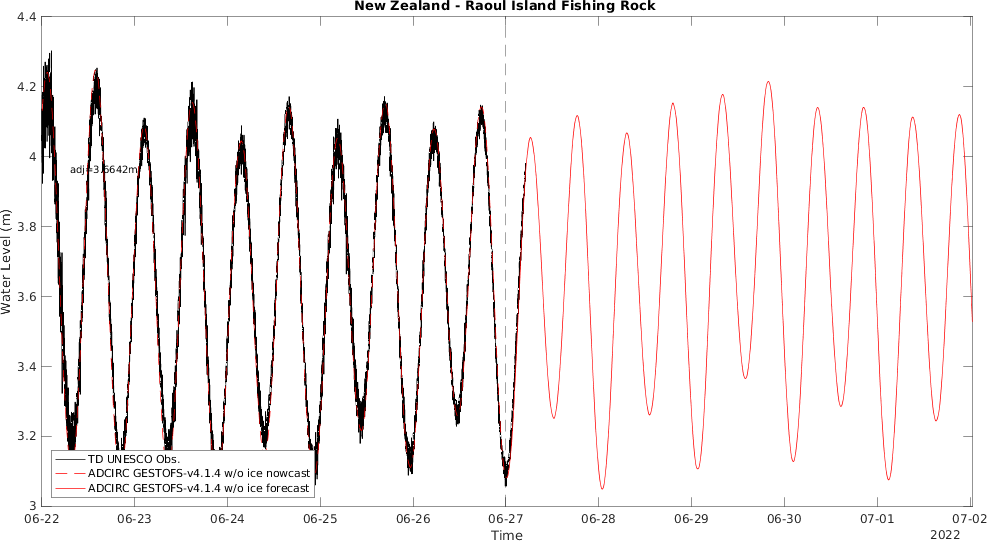 New Zealand - Raoul Island Fishing Rock
Water Level (m)
4.4
4.2
4
3.8
3.6
3.4
3.2
3
adj=3.6642m
TD UNESCO Obs.
ADCIRC GESTOFS-v4.1.4 w/o ice nowcast
ADCIRC GESTOFS-v4.1.4 w/o ice forecast
06-22 06-23 06-24 06-25 06-26 06-27 06-28 06-29 06-30 07-01 07-02
Time
2022